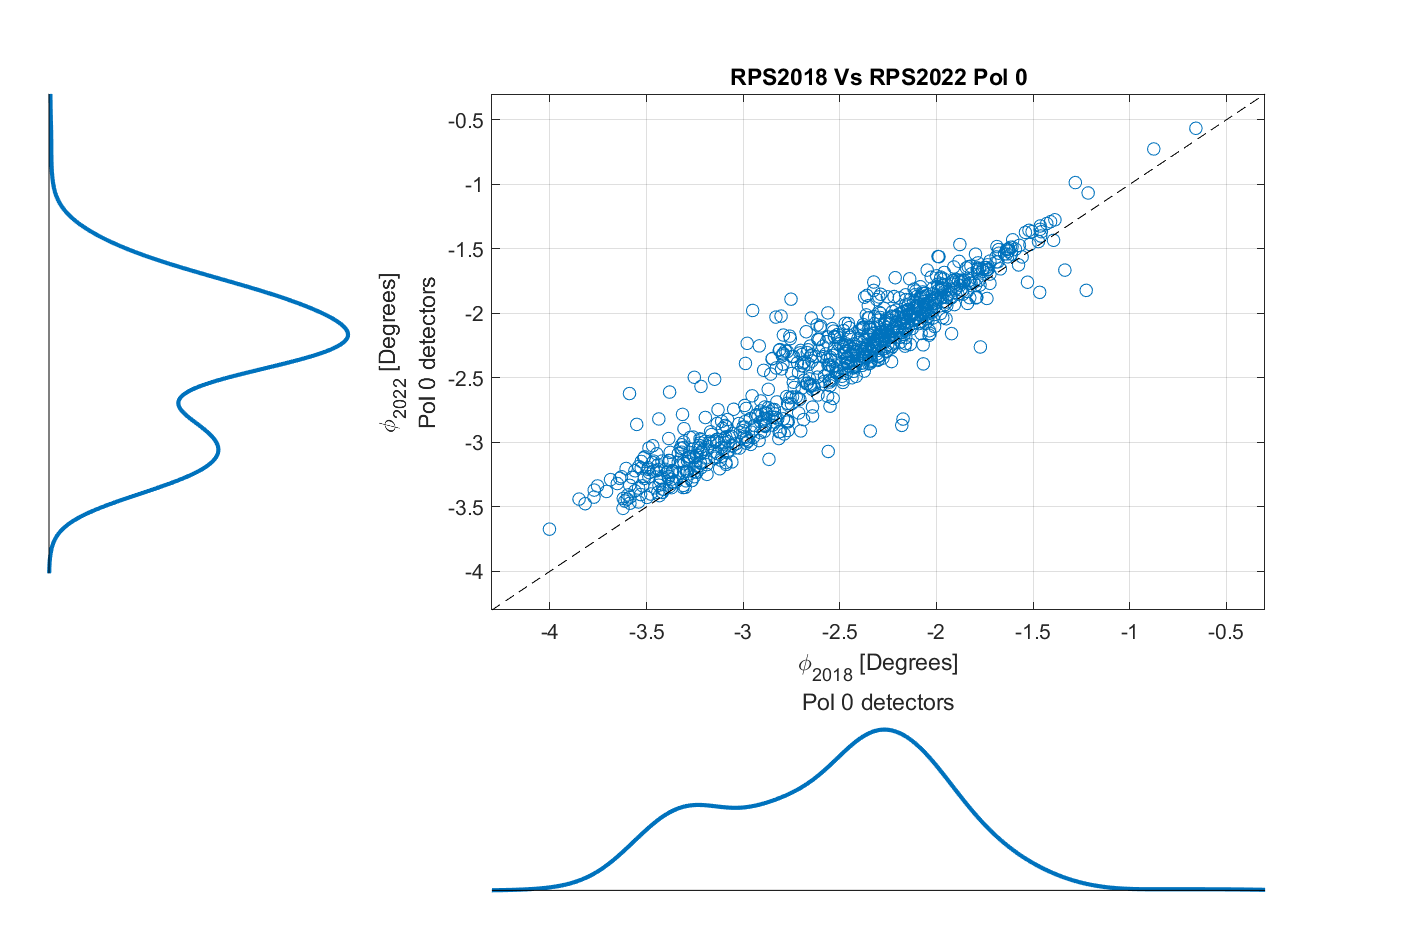 RPS2018 Vs RPS2022 Pol 0
-0.5
-1
-1.5
-2
-2.5
-3
-3.5
-4
ϕ2022 [Degrees]
Pol 0 detectors
-4 -3.5 -3 -2.5 -2 -1.5 -1 -0.5
ϕ2018 [Degrees]
Pol 0 detectors